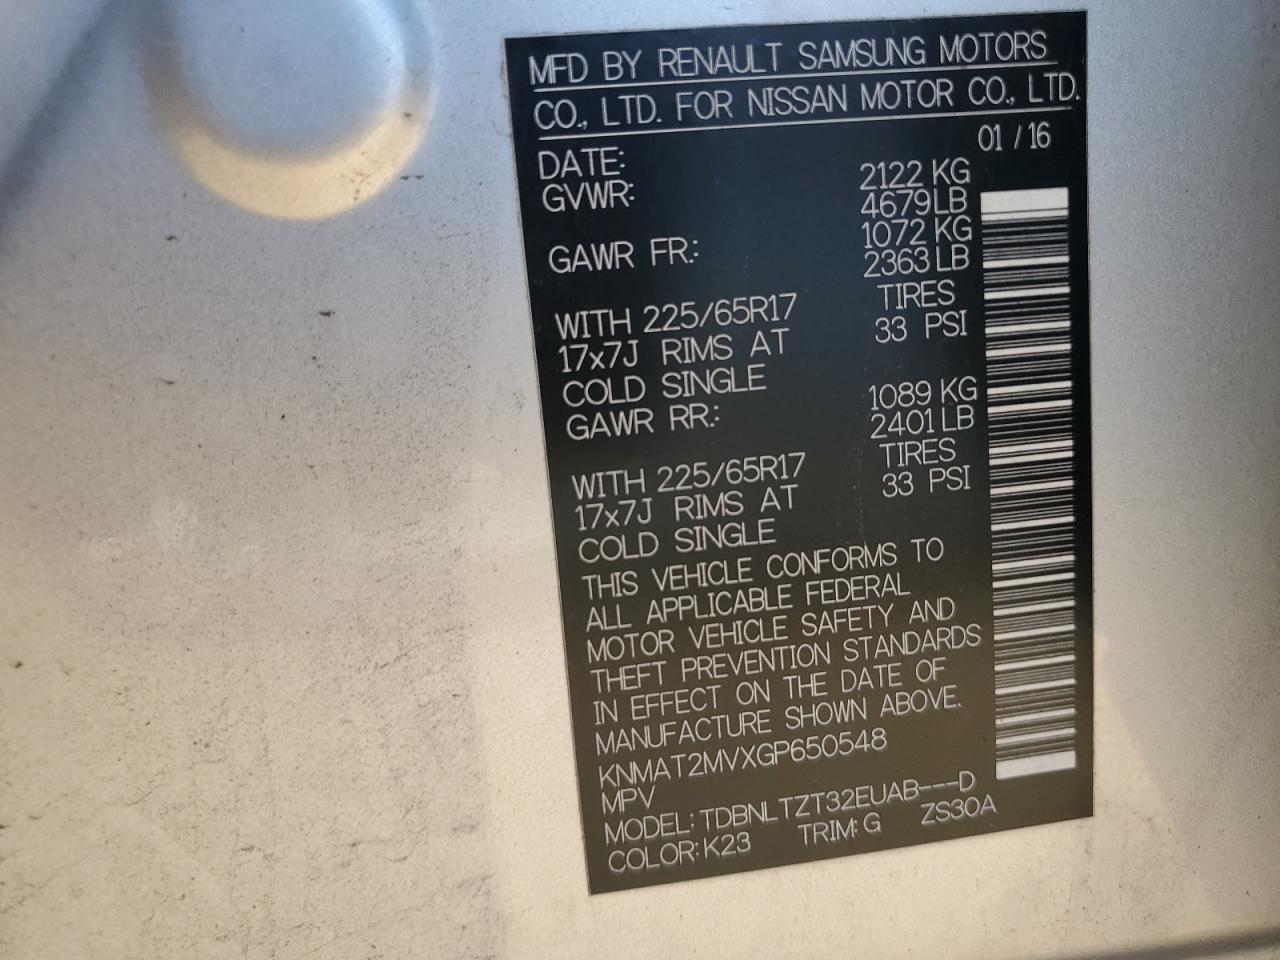 MFD BY RENAULT SAMSUNG MOTORS
CO., LTD. FOR NISSAN MOTOR CO., LTD.
DATE: 01 / 16
GVWR: 2122 KG
4679 LB
GAWR FR: 1072 KG
2363 LB
WITH 225/65R17 TIRES
17x7J RIMS AT 33 PSI
COLD SINGLE
GAWR RR: 1089 KG
2401 LB
WITH 225/65R17 TIRES
17x7J RIMS AT 33 PSI
COLD SINGLE
THIS VEHICLE CONFORMS TO
ALL APPLICABLE FEDERAL
MOTOR VEHICLE SAFETY AND
THEFT PREVENTION STANDARDS
IN EFFECT ON THE DATE OF
MANUFACTURE SHOWN ABOVE.
KNMAT2MVXGP650548
MPV
MODEL: TDBNLTZT32EUAB---D
COLOR: K23 TRIM: G ZS30A